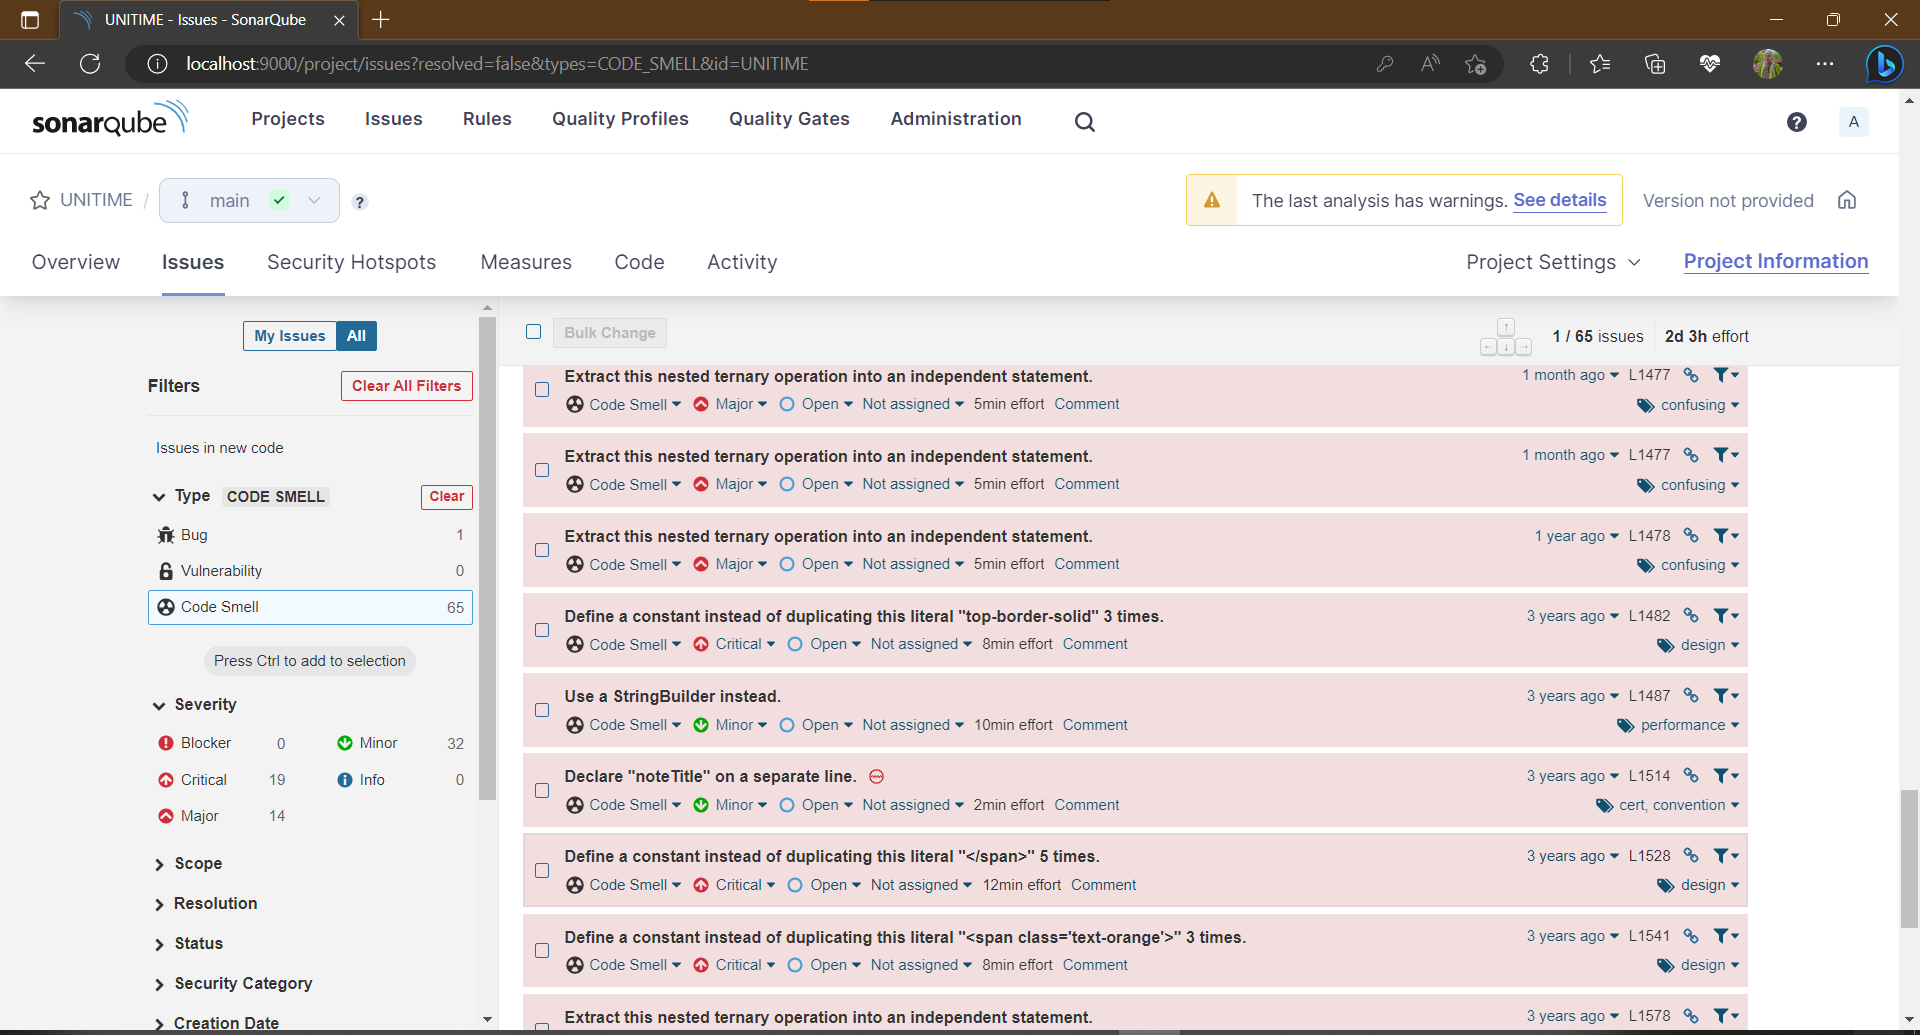 UNITIME - Issues - SonarQube
localhost:9000/project/issues?resolved=false&types=CODE_SMELL&id=UNITIME
sonarqube
Projects
Issues
Rules
Quality Profiles
Quality Gates
Administration
?
A
UNITIME /
main
?
The last analysis has warnings. See details
Version not provided
Overview
Issues
Security Hotspots
Measures
Code
Activity
Project Settings
Project Information
My Issues
All
Filters
Clear All Filters
Issues in new code
Type CODE SMELL
Clear
Bug 1
Vulnerability 0
Code Smell 65
Press Ctrl to add to selection
Severity
Blocker 0
Minor 32
Critical 19
Info 0
Major 14
Scope
Resolution
Status
Security Category
Creation Date
Bulk Change
1 / 65 issues
2d 3h effort
Extract this nested ternary operation into an independent statement.
1 month ago L1477
Code Smell Major Open Not assigned 5min effort Comment
confusing
Extract this nested ternary operation into an independent statement.
1 month ago L1477
Code Smell Major Open Not assigned 5min effort Comment
confusing
Extract this nested ternary operation into an independent statement.
1 year ago L1478
Code Smell Major Open Not assigned 5min effort Comment
confusing
Define a constant instead of duplicating this literal "top-border-solid" 3 times.
3 years ago L1482
Code Smell Critical Open Not assigned 8min effort Comment
design
Use a StringBuilder instead.
3 years ago L1487
Code Smell Minor Open Not assigned 10min effort Comment
performance
Declare "noteTitle" on a separate line.
3 years ago L1514
Code Smell Minor Open Not assigned 2min effort Comment
cert, convention
Define a constant instead of duplicating this literal "</span>" 5 times.
3 years ago L1528
Code Smell Critical Open Not assigned 12min effort Comment
design
Define a constant instead of duplicating this literal "<span class='text-orange'>" 3 times.
3 years ago L1541
Code Smell Critical Open Not assigned 8min effort Comment
design
Extract this nested ternary operation into an independent statement.
3 years ago L1578